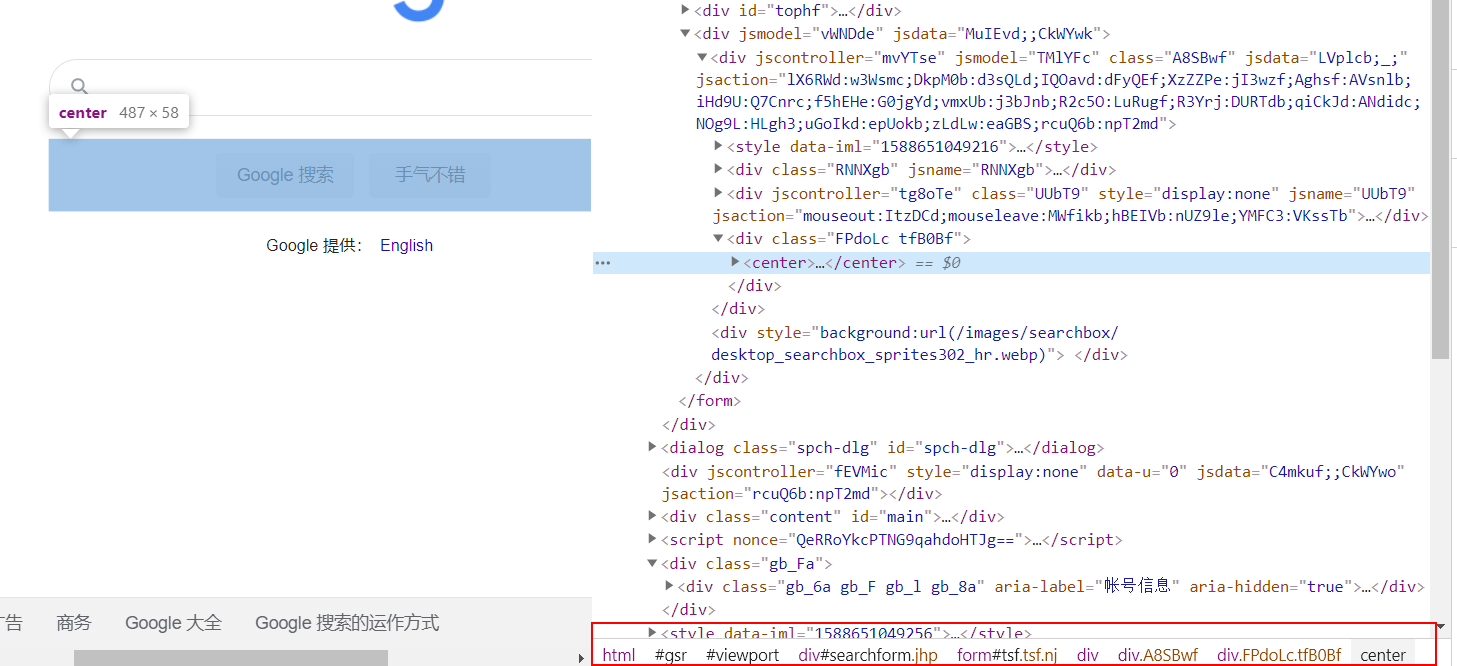 center 487 × 58
Google 搜索 手气不错
Google 提供： English
广告 商务 Google 大全 Google 搜索的运作方式
<div id="tophf">…</div>
<div jsmodel="vWNDde" jsdata="MuIEvd;;CkWYwk">
<div jscontroller="mvYTse" jsmodel="TMlYFc" class="A8SBwf" jsdata="LVplcb;_;"
jsaction="lX6RWd:w3Wsmc;DkpM0b:d3sQLd;IQOavd:dFyQEf;XzZZPe:jI3wzf;Aghsf:AVsnlb;
iHd9U:Q7Cnrc;f5hEHe:G0jgYd;vmxUb:j3bJnb;R2c5O:LuRugf;R3Yrj:DURTdb;qiCkJd:ANdidc;
NOg9L:HLgh3;uGoIkd:epUokb;zLdLw:eaGBS;rcuQ6b:npT2md">
<style data-iml="1588651049216">…</style>
<div class="RNNXgb" jsname="RNNXgb">…</div>
<div jscontroller="tg8oTe" class="UUbT9" style="display:none" jsname="UUbT9"
jsaction="mouseout:ItzDCd;mouseleave:MWfikb;hBEIVb:nUZ9le;YMFC3:VKssTb">…</div>
<div class="FPdoLc tfB0Bf">
… <center>…</center> == $0
</div>
</div>
<div style="background:url(/images/searchbox/
desktop_searchbox_sprites302_hr.webp)"> </div>
</div>
</form>
</div>
<dialog class="spch-dlg" id="spch-dlg">…</dialog>
<div jscontroller="fEVMic" style="display:none" data-u="0" jsdata="C4mkuf;;CkWYwo"
jsaction="rcuQ6b:npT2md"></div>
<div class="content" id="main">…</div>
<script nonce="QeRRoYkcPTNG9qahdoHTJg==">…</script>
<div class="gb_Fa">
<div class="gb_6a gb_F gb_l gb_8a" aria-label="帐号信息" aria-hidden="true">…</div>
</div>
<style data-iml="1588651049256">…</style>
html #gsr #viewport div#searchform.jhp form#tsf.tsf.nj div div.A8SBwf div.FPdoLc.tfB0Bf center